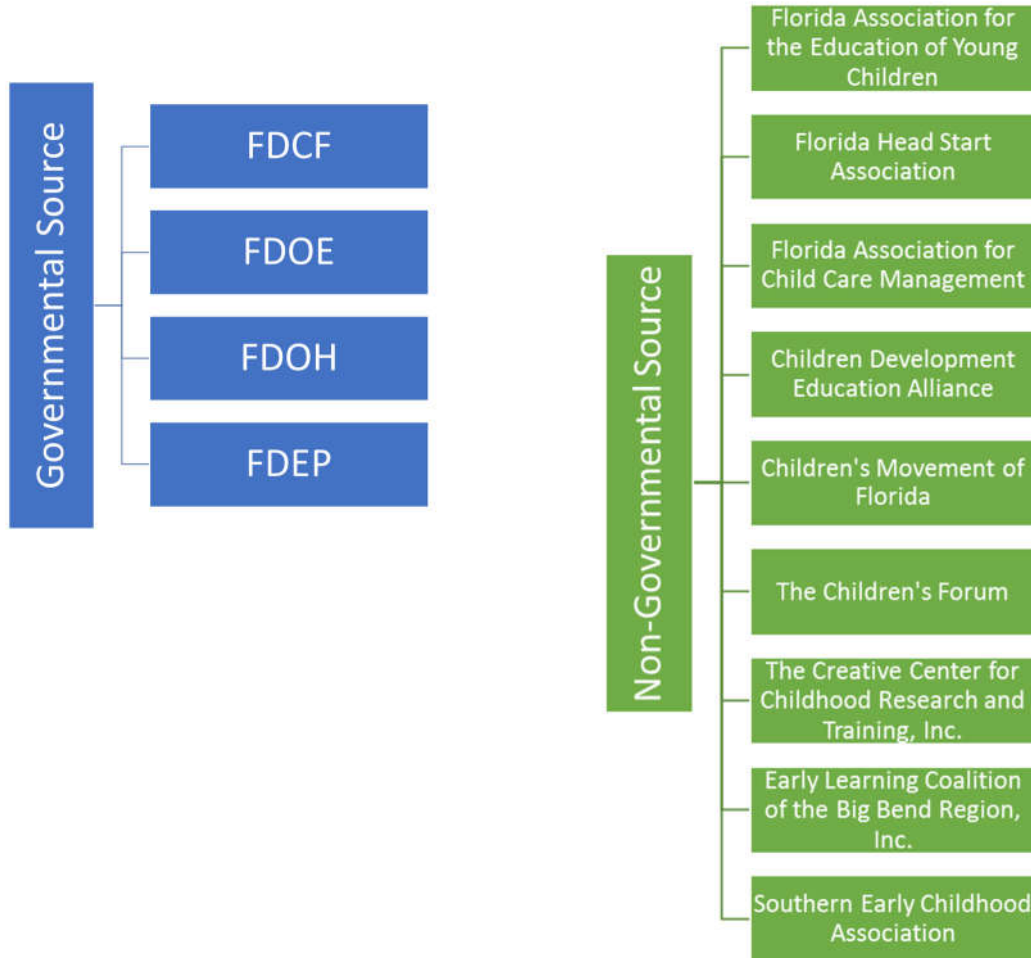 Governmental Source
FDCF
FDOE
FDOH
FDEP
Non-Governmental Source
Florida Association for
the Education of Young
Children
Florida Head Start
Association
Florida Association for
Child Care Management
Children Development
Education Alliance
Children's Movement of
Florida
The Children's Forum
The Creative Center for
Childhood Research and
Training, Inc.
Early Learning Coalition
of the Big Bend Region,
Inc.
Southern Early Childhood
Association